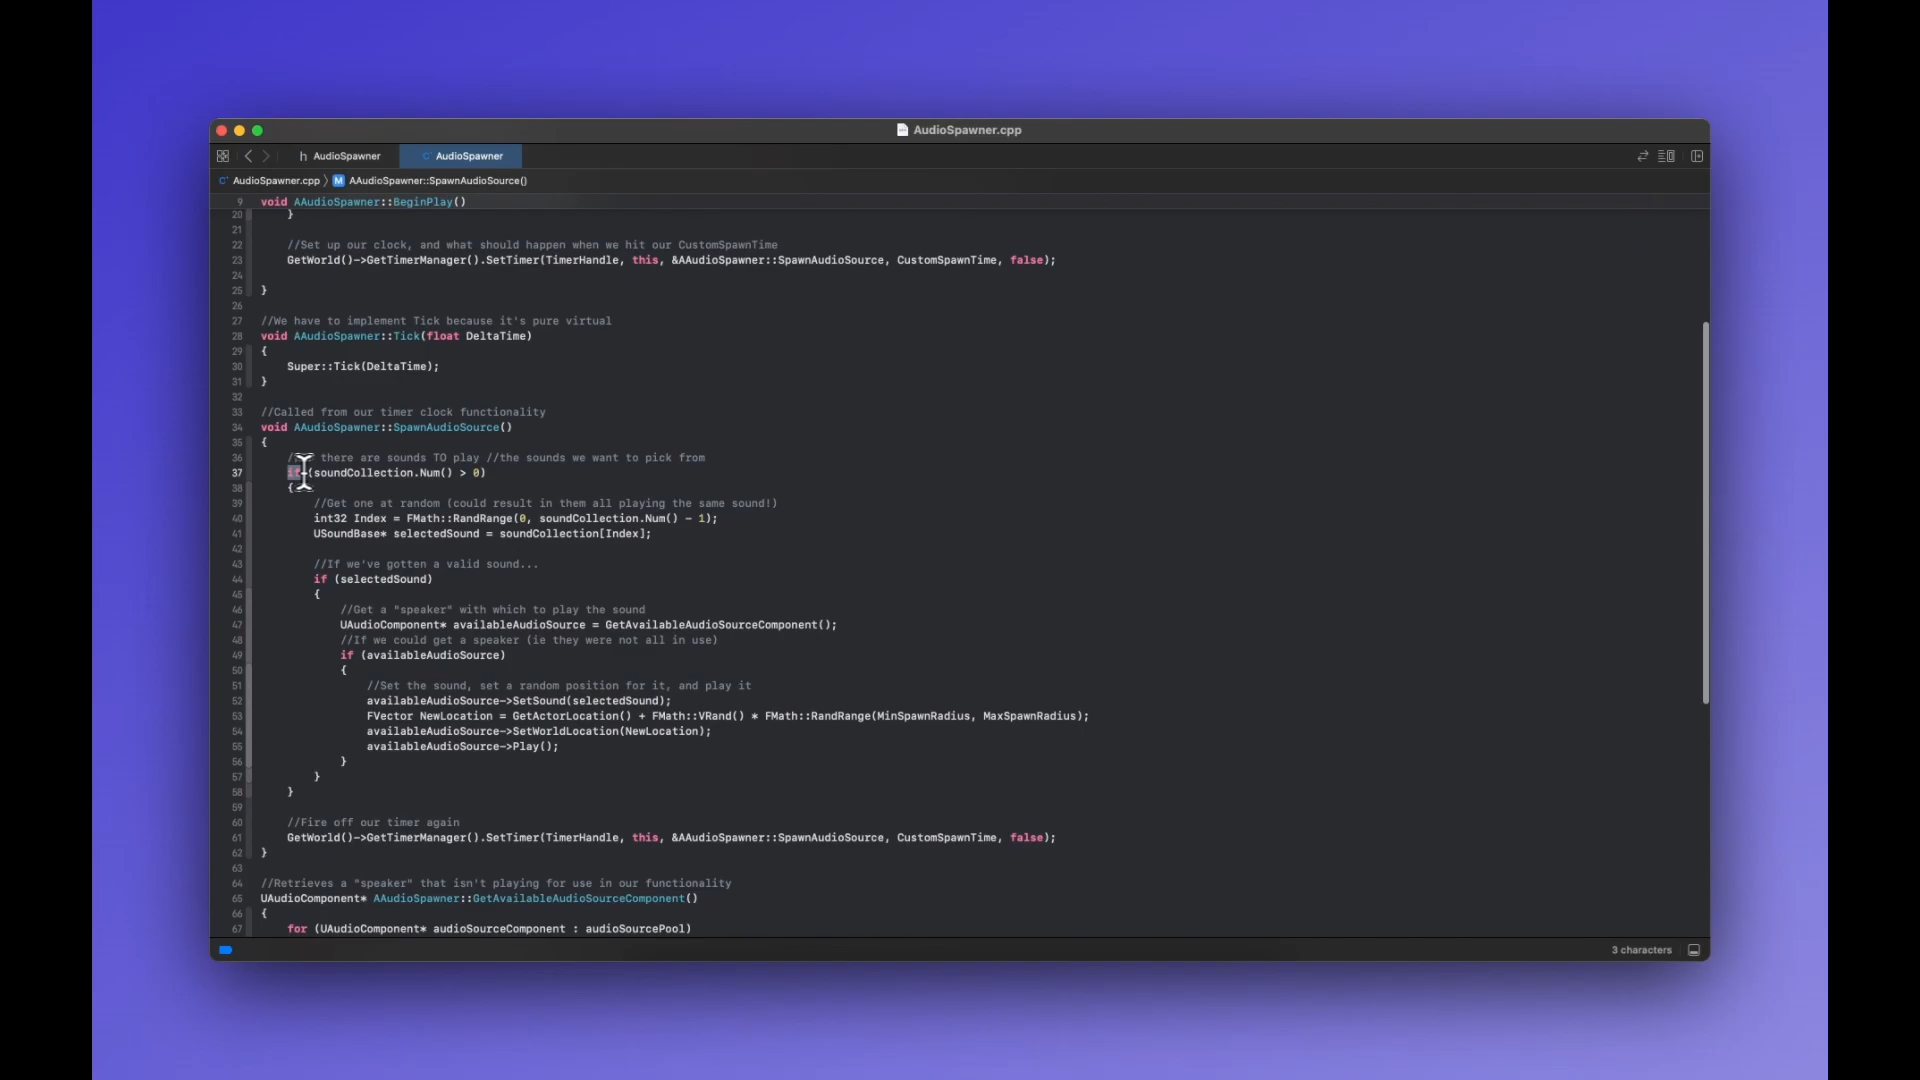 AudioSpawner.cpp
h AudioSpawner
C AudioSpawner
C AudioSpawner.cpp 〉 M AAudioSpawner::SpawnAudioSource()
9 void AAudioSpawner::BeginPlay()
20 }
21
22 //Set up our clock, and what should happen when we hit our CustomSpawnTime
23 GetWorld()->GetTimerManager().SetTimer(TimerHandle, this, &AAudioSpawner::SpawnAudioSource, CustomSpawnTime, false);
24
25 }
26
27 //We have to implement Tick because it's pure virtual
28 void AAudioSpawner::Tick(float DeltaTime)
29 {
30 Super::Tick(DeltaTime);
31 }
32
33 //Called from our timer clock functionality
34 void AAudioSpawner::SpawnAudioSource()
35 {
36 // there are sounds TO play //the sounds we want to pick from
37 if (soundCollection.Num() > 0)
38 {
39 //Get one at random (could result in them all playing the same sound!)
40 int32 Index = FMath::RandRange(0, soundCollection.Num() - 1);
41 USoundBase* selectedSound = soundCollection[Index];
42
43 //If we've gotten a valid sound...
44 if (selectedSound)
45 {
46 //Get a "speaker" with which to play the sound
47 UAudioComponent* availableAudioSource = GetAvailableAudioSourceComponent();
48 //If we could get a speaker (ie they were not all in use)
49 if (availableAudioSource)
50 {
51 //Set the sound, set a random position for it, and play it
52 availableAudioSource->SetSound(selectedSound);
53 FVector NewLocation = GetActorLocation() + FMath::VRand() * FMath::RandRange(MinSpawnRadius, MaxSpawnRadius);
54 availableAudioSource->SetWorldLocation(NewLocation);
55 availableAudioSource->Play();
56 }
57 }
58 }
59
60 //Fire off our timer again
61 GetWorld()->GetTimerManager().SetTimer(TimerHandle, this, &AAudioSpawner::SpawnAudioSource, CustomSpawnTime, false);
62 }
63
64 //Retrieves a "speaker" that isn't playing for use in our functionality
65 UAudioComponent* AAudioSpawner::GetAvailableAudioSourceComponent()
66 {
67 for (UAudioComponent* audioSourceComponent : audioSourcePool)
3 characters